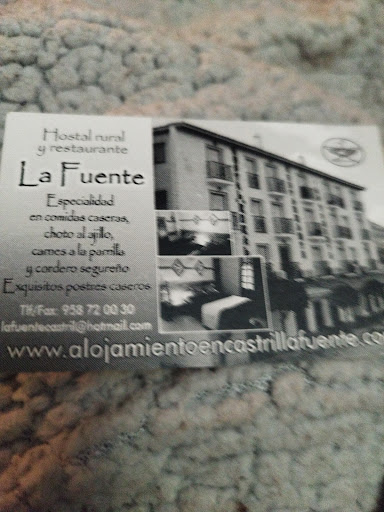 Hostal rural
y restaurante
La Fuente
Especialidad
en comidas caseras,
choto al ajillo,
carnes a la parrilla
y cordero segureño
Exquisitos postres caseros
Tlf/Fax: 958 72 00 30
lafuentecastril@hotmail.com
www.alojamientoencastrillafuente.co